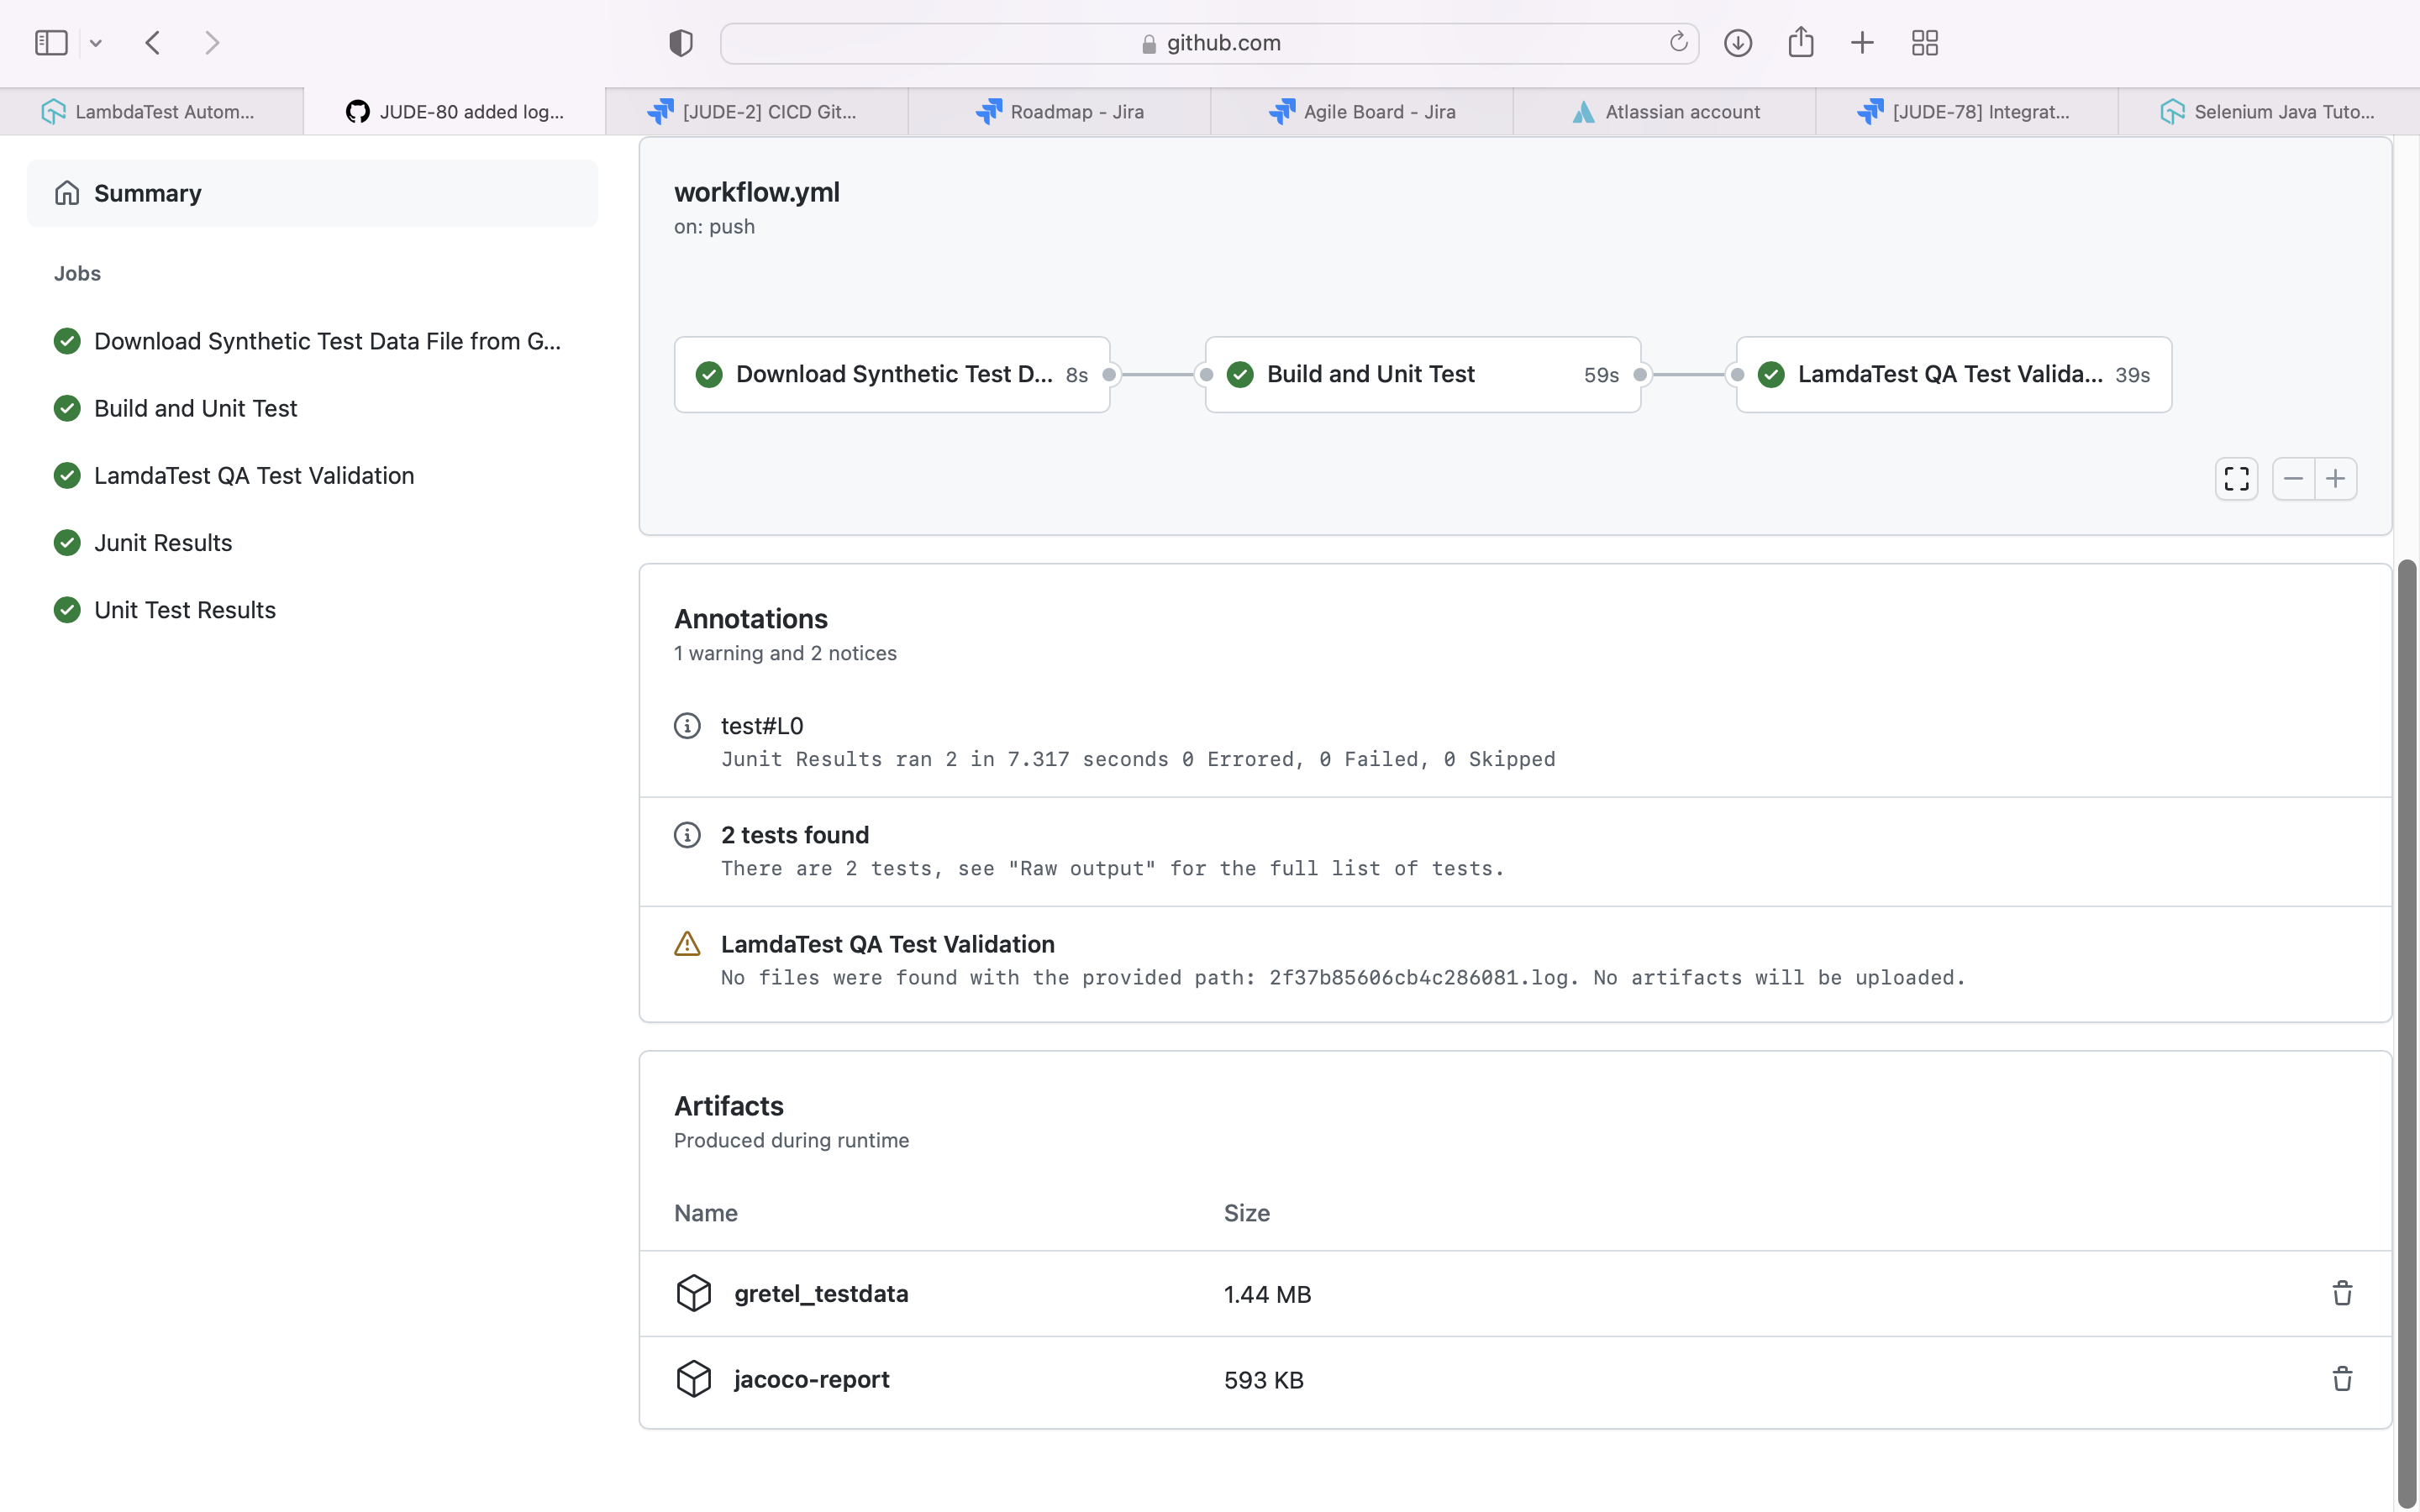 github.com
LambdaTest Autom...
JUDE-80 added log...
[JUDE-2] CICD Git...
Roadmap - Jira
Agile Board - Jira
Atlassian account
[JUDE-78] Integrat...
Selenium Java Tuto...
Summary
Jobs
Download Synthetic Test Data File from G...
Build and Unit Test
LamdaTest QA Test Validation
Junit Results
Unit Test Results
workflow.yml
on: push
Download Synthetic Test D... 8s
Build and Unit Test 59s
LamdaTest QA Test Valida... 39s
Annotations
1 warning and 2 notices
test#L0
Junit Results ran 2 in 7.317 seconds 0 Errored, 0 Failed, 0 Skipped
2 tests found
There are 2 tests, see "Raw output" for the full list of tests.
LamdaTest QA Test Validation
No files were found with the provided path: 2f37b85606cb4c286081.log. No artifacts will be uploaded.
Artifacts
Produced during runtime
Name Size
gretel_testdata 1.44 MB
jacoco-report 593 KB